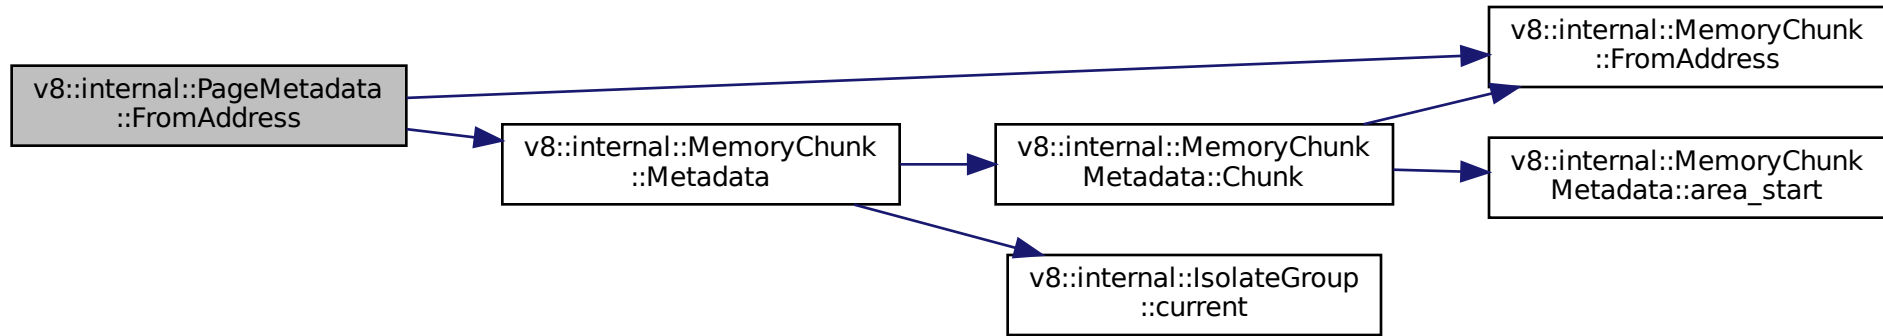 v8::internal::PageMetadata
::FromAddress
v8::internal::MemoryChunk
::Metadata
v8::internal::MemoryChunk
Metadata::Chunk
v8::internal::IsolateGroup
::current
v8::internal::MemoryChunk
::FromAddress
v8::internal::MemoryChunk
Metadata::area_start